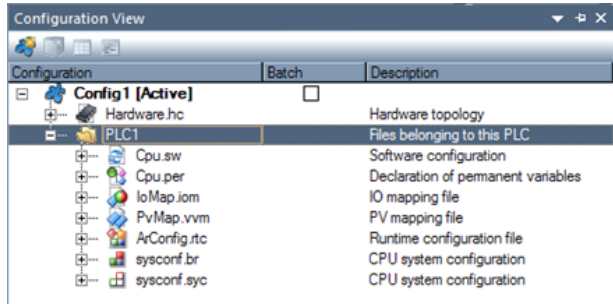 Configuration View
Configuration Batch Description
Config1 [Active]
Hardware.hc Hardware topology
PLC1 Files belonging to this PLC
Cpu.sw Software configuration
Cpu.per Declaration of permanent variables
IoMap.iom IO mapping file
PvMap.vvm PV mapping file
ArConfig.rtc Runtime configuration file
sysconf.br CPU system configuration
sysconf.syc CPU system configuration